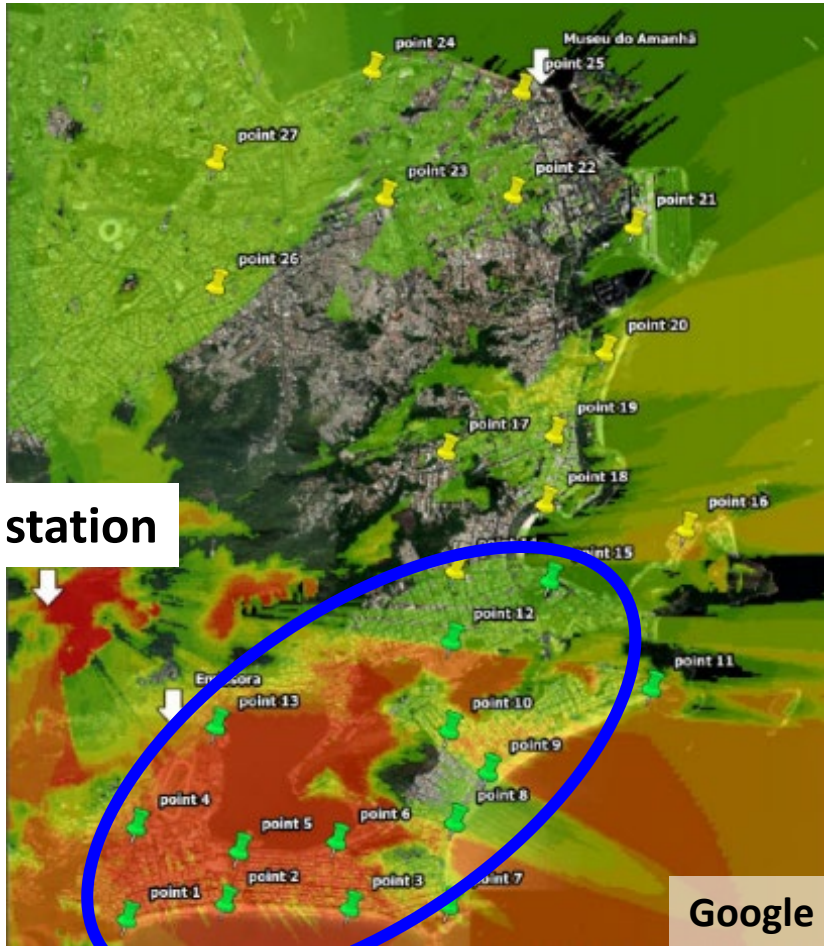 point 24
Museu do Amanhã
point 25
point 27
point 23
point 22
point 21
point 26
point 20
point 19
point 17
point 18
point 16
station
point 15
point 12
point 11
point 13
point 10
point 9
point 8
point 4
point 5
point 6
point 1
point 2
point 3
point 7
Google